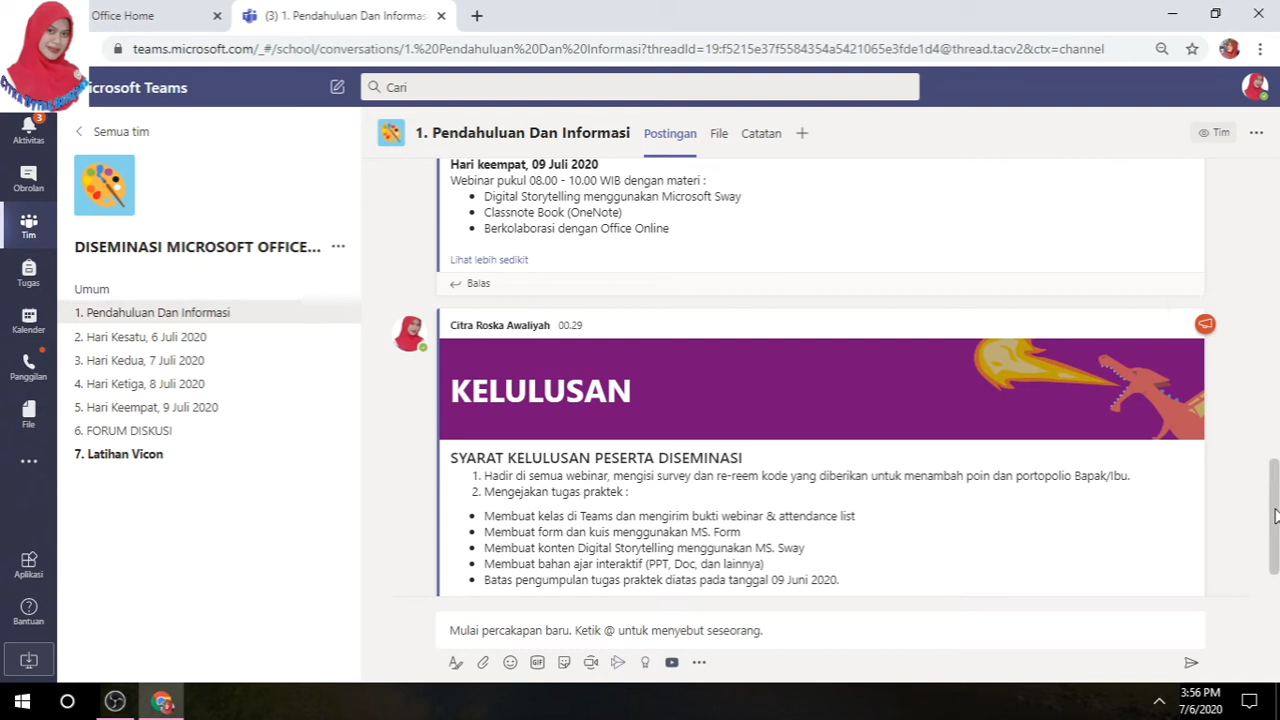 Office Home
(3) 1. Pendahuluan Dan Informasi
teams.microsoft.com/_#/school/conversations/1.%20Pendahuluan%20Dan%20Informasi?threadId=19:f5215e37f5584354a5421065e3fde1d4@thread.tacv2&ctx=channel
icrosoft Teams
Cari
3
Aktivitas
Obrolan
Tim
Tugas
Kalender
Panggilan
File
Aplikasi
Bantuan
Semua tim
DISEMINASI MICROSOFT OFFICE...
Umum
1. Pendahuluan Dan Informasi
2. Hari Kesatu, 6 Juli 2020
3. Hari Kedua, 7 Juli 2020
4. Hari Ketiga, 8 Juli 2020
5. Hari Keempat, 9 Juli 2020
6. FORUM DISKUSI
7. Latihan Vicon
1. Pendahuluan Dan Informasi
Postingan File Catatan
Tim
Hari keempat, 09 Juli 2020
Webinar pukul 08.00 - 10.00 WIB dengan materi :
• Digital Storytelling menggunakan Microsoft Sway
• Classnote Book (OneNote)
• Berkolaborasi dengan Office Online
Lihat lebih sedikit
Balas
Citra Roska Awaliyah 00.29
KELULUSAN
SYARAT KELULUSAN PESERTA DISEMINASI
1. Hadir di semua webinar, mengisi survey dan re-reem kode yang diberikan untuk menambah poin dan portopolio Bapak/Ibu.
2. Mengejakan tugas praktek :
• Membuat kelas di Teams dan mengirim bukti webinar & attendance list
• Membuat form dan kuis menggunakan MS. Form
• Membuat konten Digital Storytelling menggunakan MS. Sway
• Membuat bahan ajar interaktif (PPT, Doc, dan lainnya)
• Batas pengumpulan tugas praktek diatas pada tanggal 09 Juni 2020.
Mulai percakapan baru. Ketik @ untuk menyebut seseorang.
GIF
3:56 PM
7/6/2020